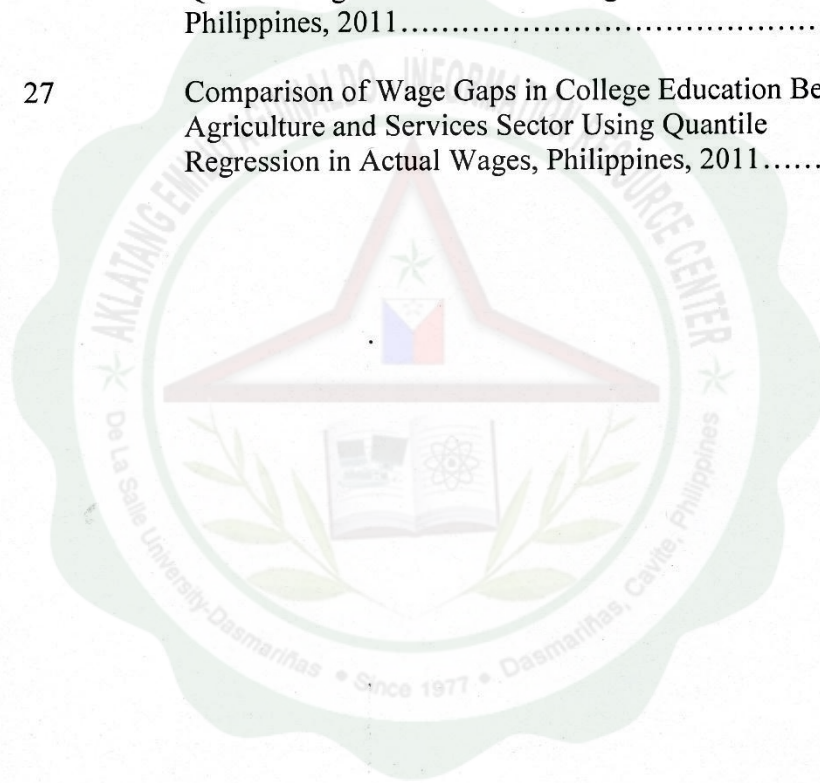 Philippines, 2011..........................................
27 Comparison of Wage Gaps in College Education Be
Agriculture and Services Sector Using Quantile
Regression in Actual Wages, Philippines, 2011......
AKLATANG EMILIO AGUINALDO INFORMATION RESOURCE CENTER
De La Salle University-Dasmariñas • Since 1977 • Dasmariñas, Cavite, Philippines